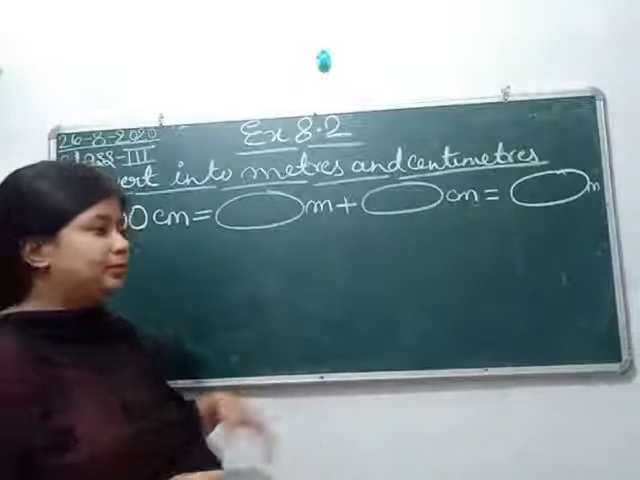 26-8-2020
Class-III
Ex 8.2
vert into metres and centimetres
0 cm = m + cm = m